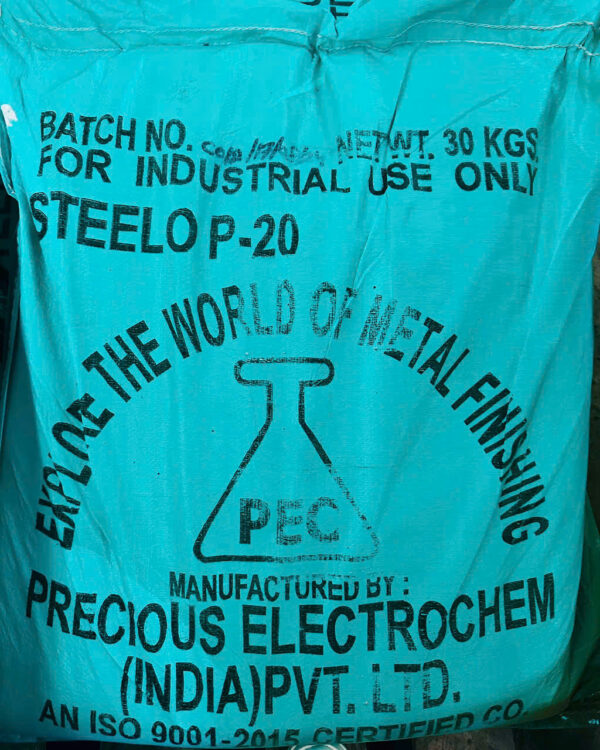 BATCH NO. NET WT. 30 KGS
FOR INDUSTRIAL USE ONLY
STEELO P-20
EXPLORE THE WORLD OF METAL FINISHING
PEC
MANUFACTURED BY :
PRECIOUS ELECTROCHEM
(INDIA) PVT. LTD.
AN ISO 9001-2015 CERTIFIED CO.